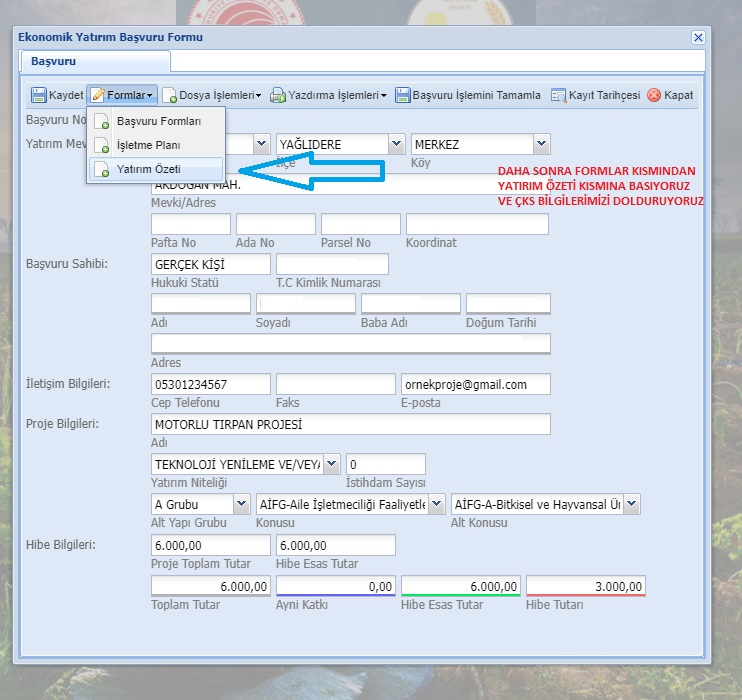 Ekonomik Yatırım Başvuru Formu
Başvuru
Kaydet Formlar Dosya İşlemleri Yazdırma İşlemleri Başvuru İşlemini Tamamla Kayıt Tarihçesi Kapat
Başvuru No
Başvuru Formları
İşletme Planı
Yatırım Özeti
Yatırım Mev
YAĞLIDERE MERKEZ
İlçe Köy
DAHA SONRA FORMLAR KISMINDAN
YATIRIM ÖZETİ KISMINA BASIYORUZ
VE ÇKS BİLGİLERİMİZİ DOLDURUYORUZ
AKDOĞAN MAH.
Mevki/Adres
Pafta No Ada No Parsel No Koordinat
Başvuru Sahibi: GERÇEK KİŞİ
Hukuki Statü T.C Kimlik Numarası
Adı Soyadı Baba Adı Doğum Tarihi
Adres
İletişim Bilgileri: 05301234567 ornekproje@gmail.com
Cep Telefonu Faks E-posta
Proje Bilgileri: MOTORLU TIRPAN PROJESİ
Adı
TEKNOLOJİ YENİLEME VE/VEYA 0
Yatırım Niteliği İstihdam Sayısı
A Grubu AİFG-Aile İşletmeciliği Faaliyetle AİFG-A-Bitkisel ve Hayvansal Ür
Alt Yapı Grubu Konusu Alt Konusu
Hibe Bilgileri: 6.000,00 6.000,00
Proje Toplam Tutar Hibe Esas Tutar
6.000,00 0,00 6.000,00 3.000,00
Toplam Tutar Ayni Katkı Hibe Esas Tutar Hibe Tutarı